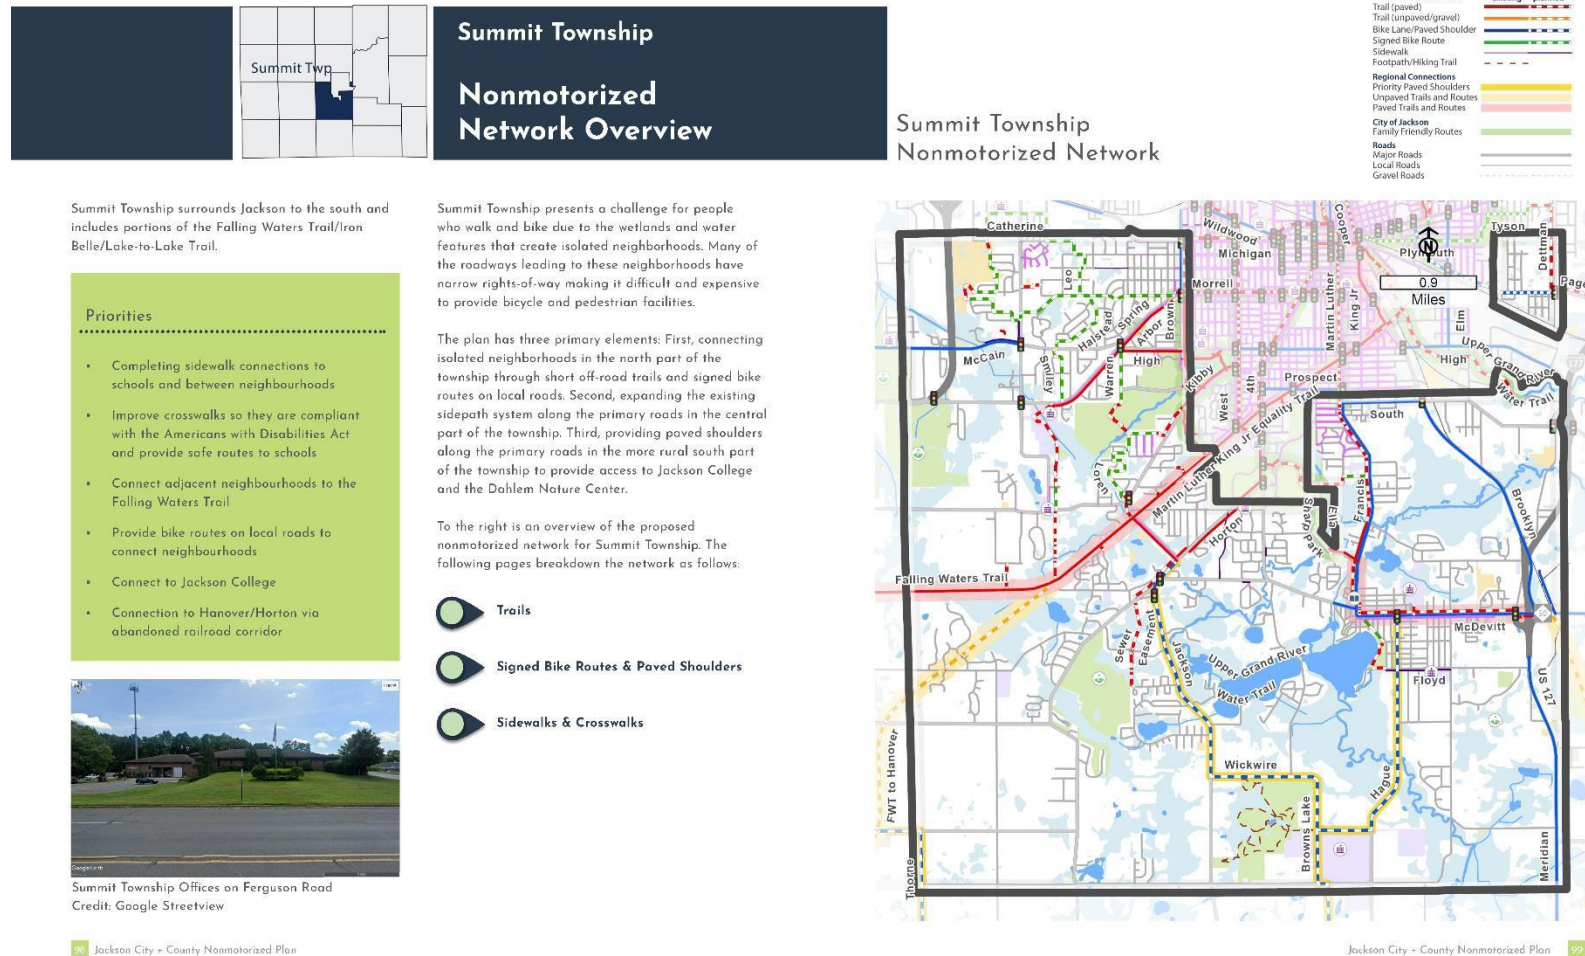 Summit Twp
Summit Township
Nonmotorized
Network Overview
Summit Township surrounds Jackson to the south and
includes portions of the Falling Waters Trail/Iron
Belle/Lake-to-Lake Trail.
Priorities
• Completing sidewalk connections to
schools and between neighbourhoods
• Improve crosswalks so they are compliant
with the Americans with Disabilities Act
and provide safe routes to schools
• Connect adjacent neighbourhoods to the
Falling Waters Trail
• Provide bike routes on local roads to
connect neighbourhoods
• Connect to Jackson College
• Connection to Hanover/Horton via
abandoned railroad corridor
Summit Township Offices on Ferguson Road
Credit: Google Streetview
98 Jackson City + County Nonmotorized Plan
Summit Township presents a challenge for people
who walk and bike due to the wetlands and water
features that create isolated neighborhoods. Many of
the roadways leading to these neighborhoods have
narrow rights-of-way making it difficult and expensive
to provide bicycle and pedestrian facilities.
The plan has three primary elements: First, connecting
isolated neighborhoods in the north part of the
township through short off-road trails and signed bike
routes on local roads. Second, expanding the existing
sidepath system along the primary roads in the central
part of the township. Third, providing paved shoulders
along the primary roads in the more rural south part
of the township to provide access to Jackson College
and the Dahlem Nature Center.
To the right is an overview of the proposed
nonmotorized network for Summit Township. The
following pages breakdown the network as follows:
Trails
Signed Bike Routes & Paved Shoulders
Sidewalks & Crosswalks
Summit Township
Nonmotorized Network
Trail (paved)
Trail (unpaved/gravel)
Bike Lane/Paved Shoulder
Signed Bike Route
Sidewalk
Footpath/Hiking Trail
Regional Connections
Priority Paved Shoulders
Unpaved Trails and Routes
Paved Trails and Routes
City of Jackson
Family Friendly Routes
Roads
Major Roads
Local Roads
Gravel Roads
Catherine
Wildwood
Cooper
Tyson
Dettman
Michigan
Plymouth
N
0.9
Miles
Page
Leo
Morrell
Martin Luther
King Jr
Elm
Halstead
Spring
Arbor
Brown
McCain
Smiley
Warren
High
Kibby
West
4th
Prospect
High
Upper Grand River
Water Trail
127
South
Loren
Martin Luther King Jr Equality Trail
Horton
Sharp Park
Ella
Francis
Brooklyn
Falling Waters Trail
McDevitt
Sewer
Easement
Jackson
Upper Grand River
Water Trail
Floyd
US 127
FWT to Hanover
Wickwire
Hague
Browns Lake
Thorne
Meridian
Jackson City + County Nonmotorized Plan 99